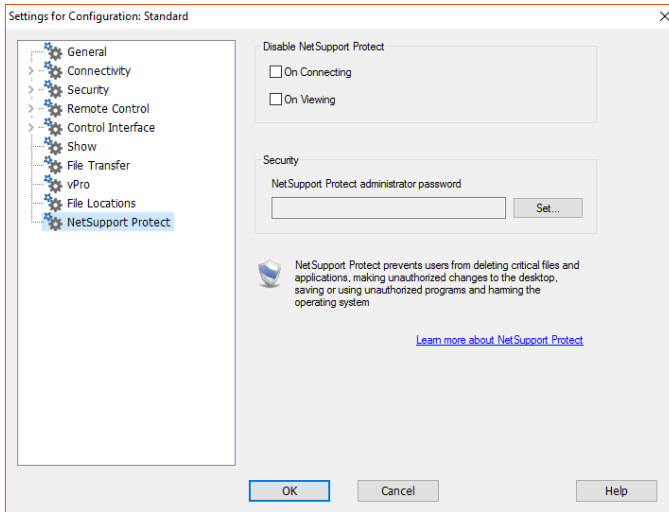 Settings for Configuration: Standard
General
Connectivity
Security
Remote Control
Control Interface
Show
File Transfer
vPro
File Locations
NetSupport Protect
Disable NetSupport Protect
On Connecting
On Viewing
Security
NetSupport Protect administrator password
Set...
NetSupport Protect prevents users from deleting critical files and
applications, making unauthorized changes to the desktop,
saving or using unauthorized programs and harming the
operating system
Learn more about NetSupport Protect
OK
Cancel
Help